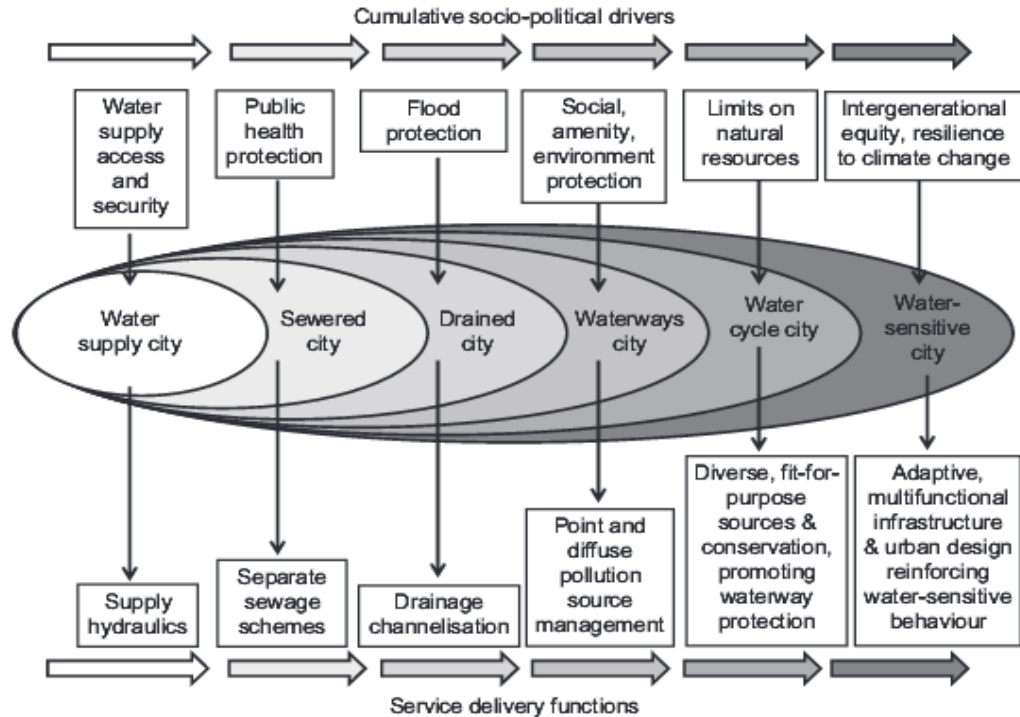 Cumulative socio-political drivers
Water
supply
access
and
security
Public
health
protection
Flood
protection
Social,
amenity,
environment
protection
Limits on
natural
resources
Intergenerational
equity, resilience
to climate change
Water
supply city
Sewered
city
Drained
city
Waterways
city
Water
cycle city
Water-
sensitive
city
Supply
hydraulics
Separate
sewage
schemes
Drainage
channelisation
Point and
diffuse
pollution
source
management
Diverse, fit-for-
purpose
sources &
conservation,
promoting
waterway
protection
Adaptive,
multifunctional
infrastructure
& urban design
reinforcing
water-sensitive
behaviour
Service delivery functions